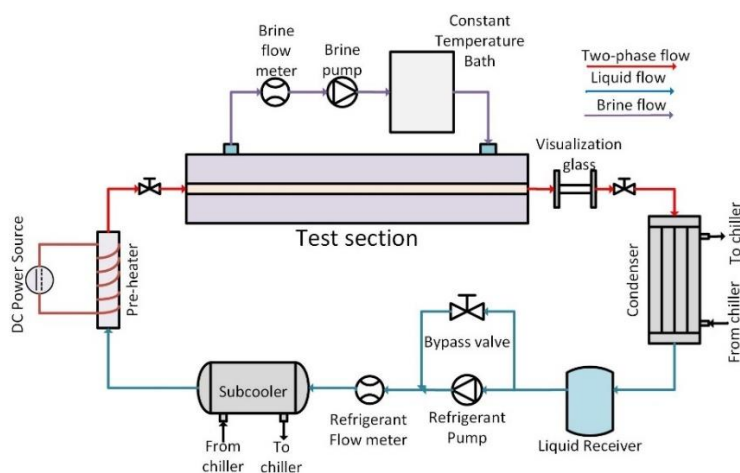 Brine
flow
meter
Brine
pump
Constant
Temperature
Bath
Two-phase flow
Liquid flow
Brine flow
Visualization
glass
Test section
DC Power Source
Pre-heater
Condenser
To chiller
From chiller
Bypass valve
Subcooler
From
chiller
To
chiller
Refrigerant
Flow meter
Refrigerant
Pump
Liquid Receiver